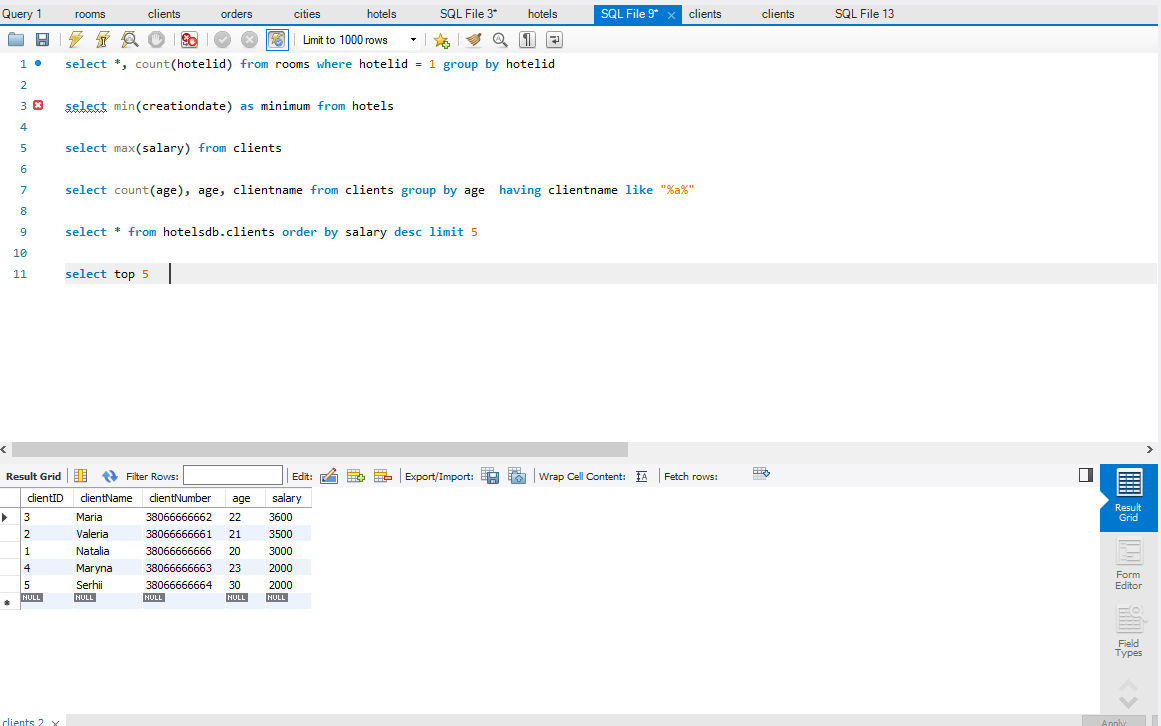 Query 1 rooms clients orders cities hotels SQL File 3* hotels SQL File 9* clients clients SQL File 13
Limit to 1000 rows
1 select *, count(hotelid) from rooms where hotelid = 1 group by hotelid
2
3 select min(creationdate) as minimum from hotels
4
5 select max(salary) from clients
6
7 select count(age), age, clientname from clients group by age  having clientname like "%a%"
8
9 select * from hotelsdb.clients order by salary desc limit 5
10
11 select top 5
Result Grid Filter Rows: Edit: Export/Import: Wrap Cell Content: Fetch rows:
clientID clientName clientNumber age salary
3 Maria 38066666662 22 3600
2 Valeria 38066666661 21 3500
1 Natalia 38066666666 20 3000
4 Maryna 38066666663 23 2000
5 Serhii 38066666664 30 2000
NULL NULL NULL NULL NULL
Result
Grid
Form
Editor
Field
Types
clients 2
Apply